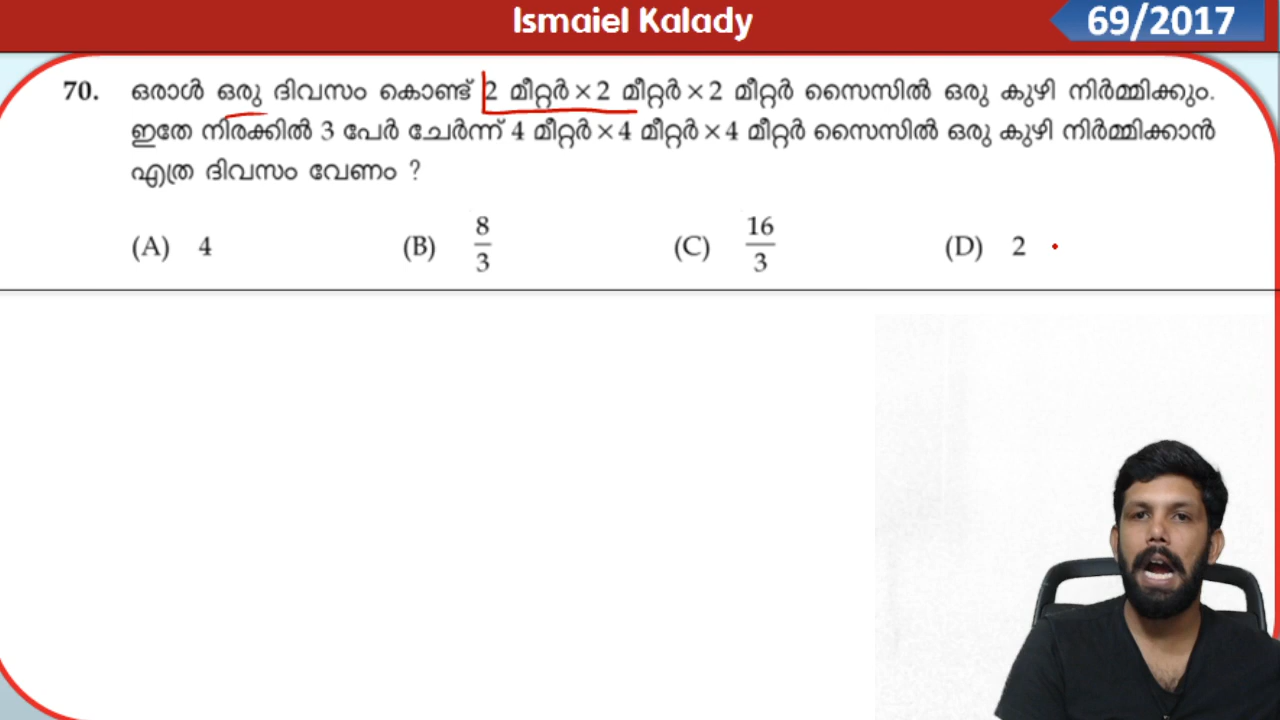 Ismaiel Kalady
69/2017
70. ഒരാൾ ഒരു ദിവസം കൊണ്ട് 2 മീറ്റർ × 2 മീറ്റർ × 2 മീറ്റർ സൈസിൽ ഒരു കുഴി നിർമ്മിക്കും.
ഇതേ നിരക്കിൽ 3 പേർ ചേർന്ന് 4 മീറ്റർ × 4 മീറ്റർ × 4 മീറ്റർ സൈസിൽ ഒരു കുഴി നിർമ്മിക്കാൻ
എത്ര ദിവസം വേണം ?
(A) 4 (B) 8/3 (C) 16/3 (D) 2